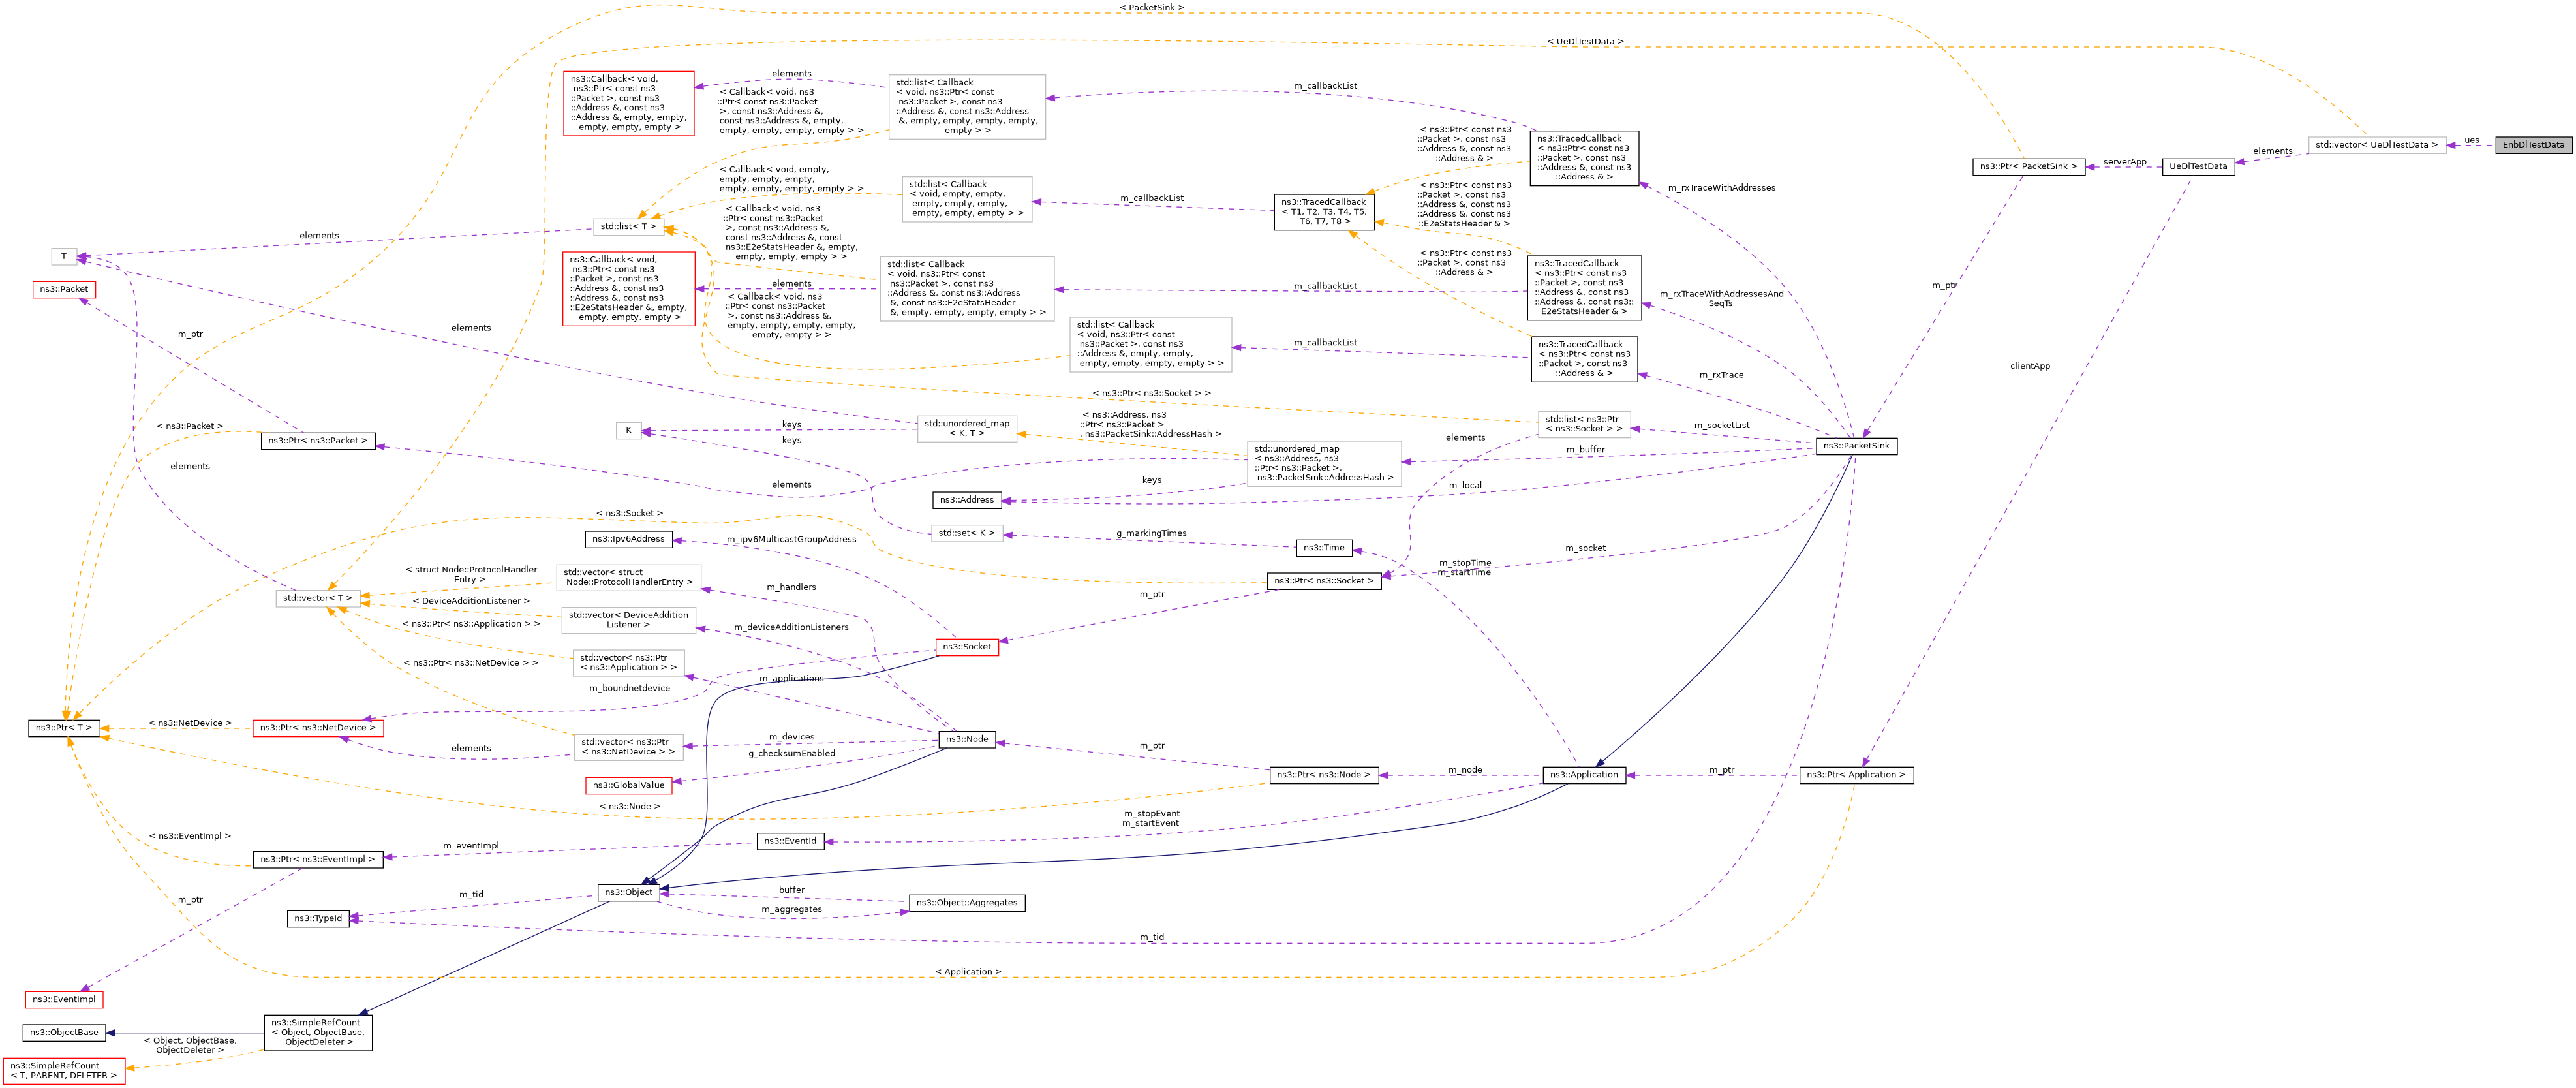 < PacketSink >
< UeDlTestData >
ns3::Callback< void,
ns3::Ptr< const ns3
::Packet >, const ns3
::Address &, const ns3
::Address &, empty, empty,
empty, empty, empty >
elements
< Callback< void, ns3
::Ptr< const ns3::Packet
>, const ns3::Address &,
const ns3::Address &, empty,
empty, empty, empty, empty > >
std::list< Callback
< void, ns3::Ptr< const
ns3::Packet >, const ns3
::Address &, const ns3::Address
&, empty, empty, empty, empty,
empty > >
m_callbackList
< ns3::Ptr< const ns3
::Packet >, const ns3
::Address &, const ns3
::Address & >
ns3::TracedCallback
< ns3::Ptr< const ns3
::Packet >, const ns3
::Address &, const ns3
::Address & >
ns3::Ptr< PacketSink >
serverApp
UeDlTestData
elements
std::vector< UeDlTestData >
ues
EnbDlTestData
< Callback< void, empty,
empty, empty, empty,
empty, empty, empty, empty > >
std::list< Callback
< void, empty, empty,
empty, empty, empty,
empty, empty, empty > >
m_callbackList
ns3::TracedCallback
< T1, T2, T3, T4, T5,
T6, T7, T8 >
< ns3::Ptr< const ns3
::Packet >, const ns3
::Address &, const ns3
::Address &, const ns3
::E2eStatsHeader & >
m_rxTraceWithAddresses
T
elements
std::list< T >
< Callback< void, ns3
::Ptr< const ns3::Packet
>, const ns3::Address &,
const ns3::Address &, const
ns3::E2eStatsHeader &, empty,
empty, empty, empty > >
ns3::Callback< void,
ns3::Ptr< const ns3
::Packet >, const ns3
::Address &, const ns3
::Address &, const ns3
::E2eStatsHeader &, empty,
empty, empty, empty >
elements
std::list< Callback
< void, ns3::Ptr< const
ns3::Packet >, const ns3
::Address &, const ns3::Address
&, const ns3::E2eStatsHeader
&, empty, empty, empty, empty > >
m_callbackList
< ns3::Ptr< const ns3
::Packet >, const ns3
::Address & >
ns3::TracedCallback
< ns3::Ptr< const ns3
::Packet >, const ns3
::Address &, const ns3
::Address &, const ns3::
E2eStatsHeader & >
m_rxTraceWithAddressesAnd
SeqTs
m_ptr
ns3::Packet
m_ptr
elements
< Callback< void, ns3
::Ptr< const ns3::Packet
>, const ns3::Address &,
empty, empty, empty, empty,
empty, empty > >
std::list< Callback
< void, ns3::Ptr< const
ns3::Packet >, const ns3
::Address &, empty, empty,
empty, empty, empty, empty > >
m_callbackList
ns3::TracedCallback
< ns3::Ptr< const ns3
::Packet >, const ns3
::Address & >
m_rxTrace
clientApp
< ns3::Ptr< ns3::Socket > >
std::list< ns3::Ptr
< ns3::Socket > >
m_socketList
ns3::PacketSink
< ns3::Packet >
ns3::Ptr< ns3::Packet >
K
keys
keys
std::unordered_map
< K, T >
< ns3::Address, ns3
::Ptr< ns3::Packet >
, ns3::PacketSink::AddressHash >
std::unordered_map
< ns3::Address, ns3
::Ptr< ns3::Packet >,
ns3::PacketSink::AddressHash >
elements
m_buffer
elements
elements
keys
m_local
ns3::Address
< ns3::Socket >
ns3::Ipv6Address
m_ipv6MulticastGroupAddress
std::set< K >
g_markingTimes
ns3::Time
m_stopTime
m_startTime
m_socket
ns3::Ptr< ns3::Socket >
m_ptr
std::vector< T >
< struct Node::ProtocolHandler
Entry >
std::vector< struct
Node::ProtocolHandlerEntry >
m_handlers
< DeviceAdditionListener >
std::vector< DeviceAddition
Listener >
m_deviceAdditionListeners
ns3::Socket
< ns3::Ptr< ns3::Application > >
std::vector< ns3::Ptr
< ns3::Application > >
m_applications
< ns3::Ptr< ns3::NetDevice > >
m_boundnetdevice
ns3::Ptr< T >
< ns3::NetDevice >
ns3::Ptr< ns3::NetDevice >
elements
std::vector< ns3::Ptr
< ns3::NetDevice > >
m_devices
ns3::Node
g_checksumEnabled
ns3::GlobalValue
m_ptr
ns3::Ptr< ns3::Node >
m_node
ns3::Application
m_ptr
ns3::Ptr< Application >
< ns3::Node >
m_stopEvent
m_startEvent
< ns3::EventImpl >
ns3::Ptr< ns3::EventImpl >
m_eventImpl
ns3::EventId
m_ptr
m_tid
ns3::Object
buffer
m_aggregates
ns3::Object::Aggregates
ns3::TypeId
m_tid
< Application >
ns3::EventImpl
ns3::ObjectBase
ns3::SimpleRefCount
< Object, ObjectBase,
ObjectDeleter >
< Object, ObjectBase,
ObjectDeleter >
ns3::SimpleRefCount
< T, PARENT, DELETER >